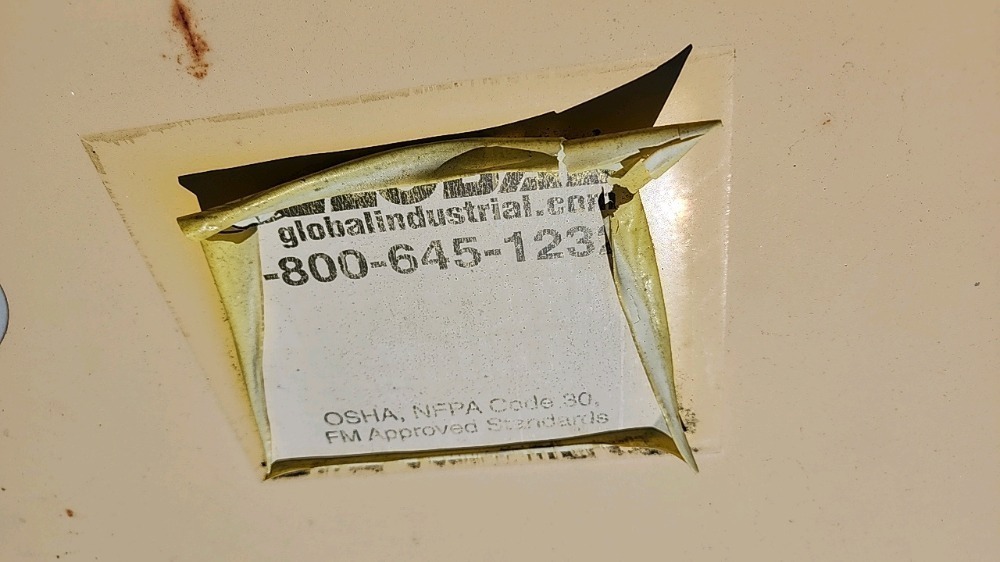 globalindustrial.com
-800-645-123
OSHA, NFPA Code 30,
FM Approved Standards